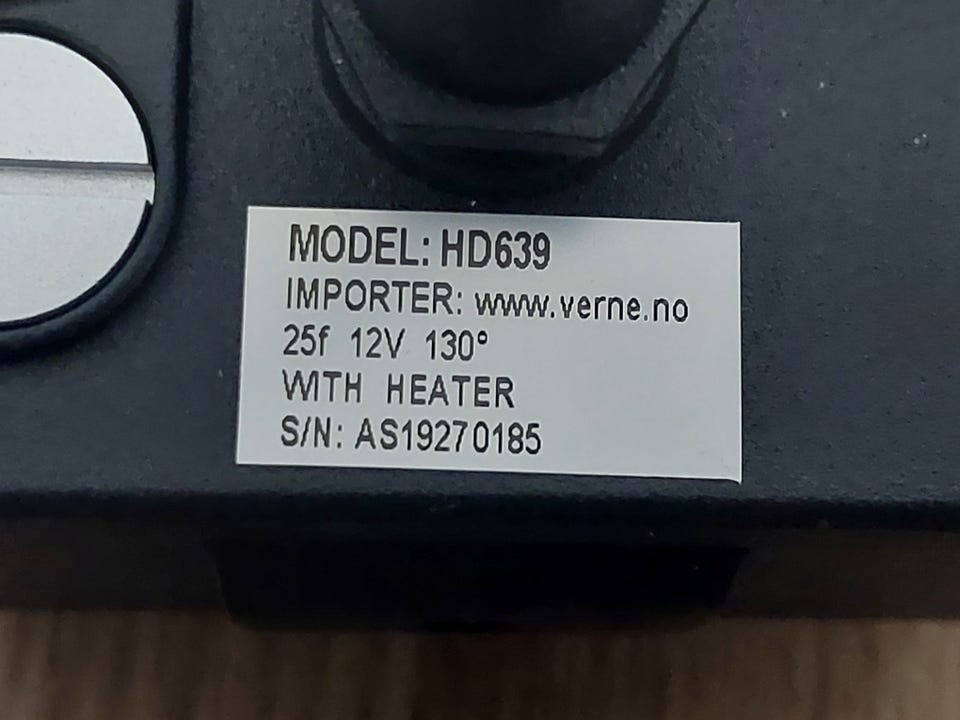 MODEL: HD639
IMPORTER: www.verne.no
25f 12V 130°
WITH HEATER
S/N: AS19270185